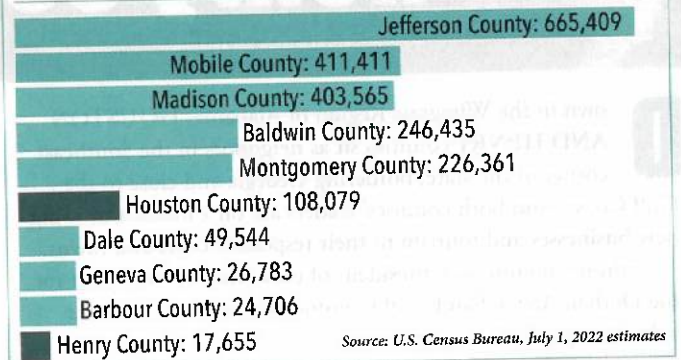 Jefferson County: 665,409
Mobile County: 411,411
Madison County: 403,565
Baldwin County: 246,435
Montgomery County: 226,361
Houston County: 108,079
Dale County: 49,544
Geneva County: 26,783
Barbour County: 24,706
Henry County: 17,655
Source: U.S. Census Bureau, July 1, 2022 estimates